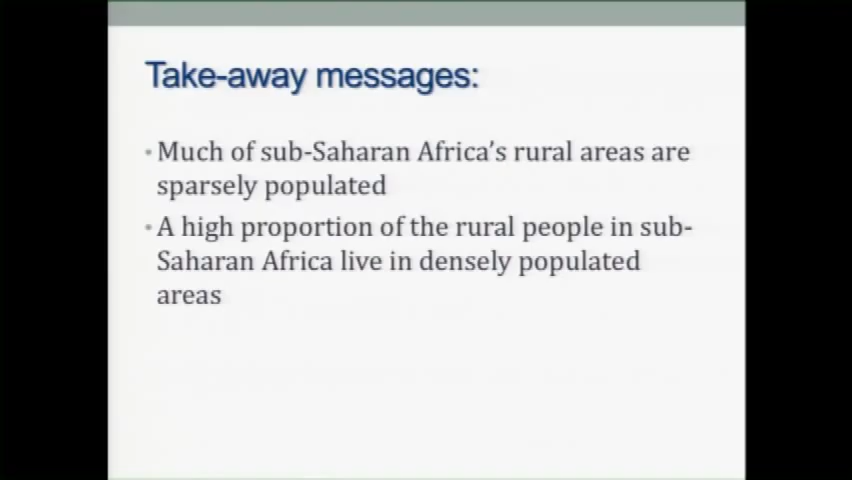 Take-away messages:
• Much of sub-Saharan Africa's rural areas are
sparsely populated
• A high proportion of the rural people in sub-
Saharan Africa live in densely populated
areas